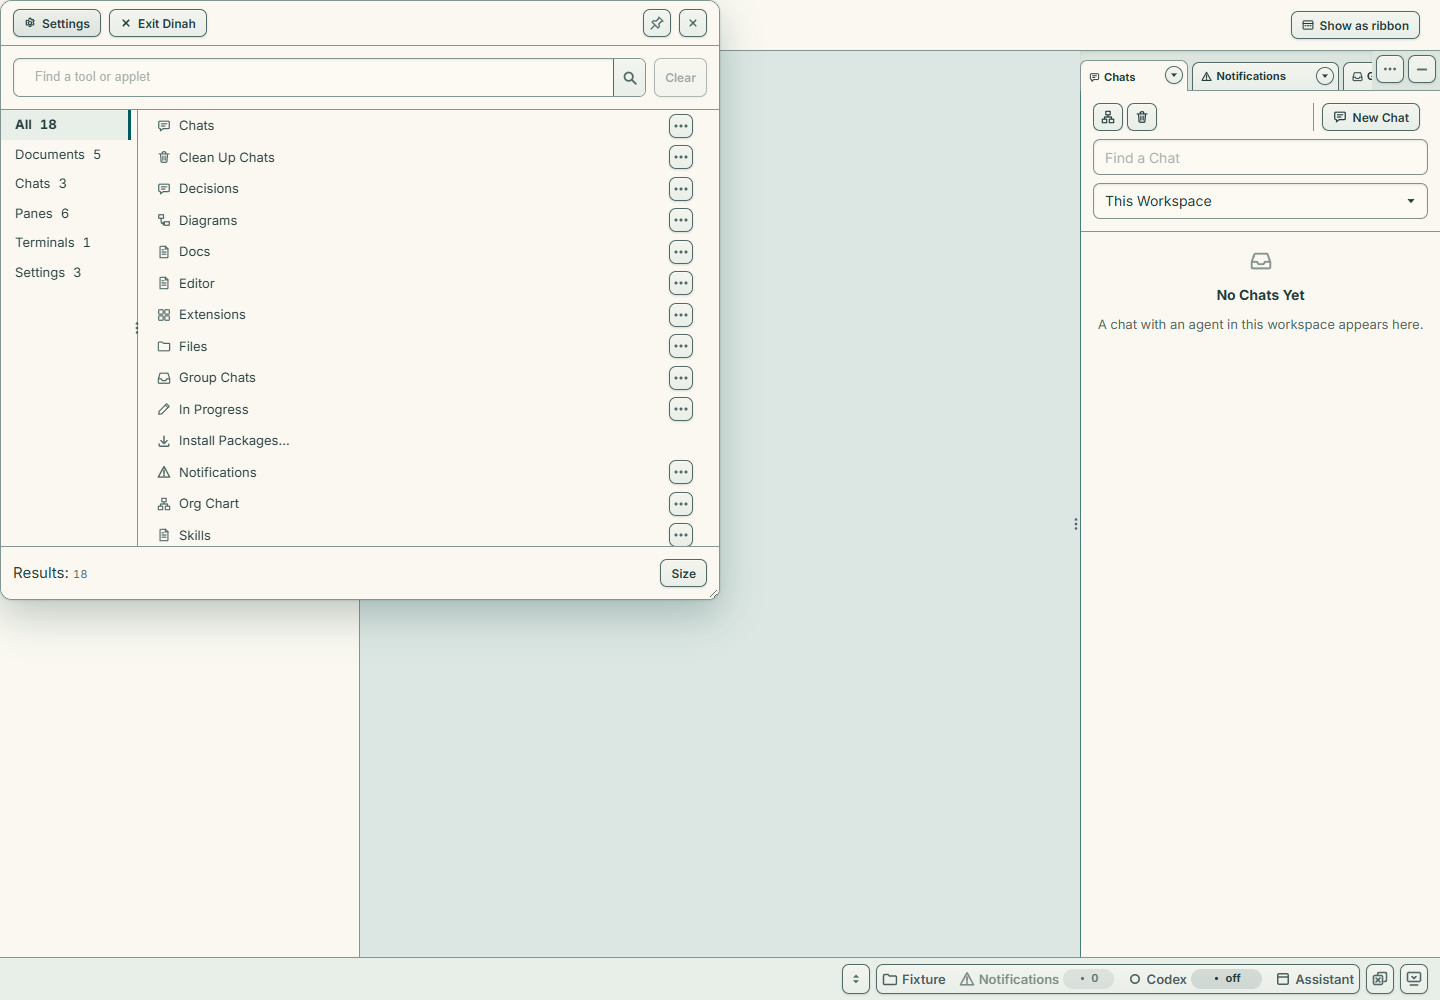 Settings
Exit Dinah
Show as ribbon
Find a tool or applet
Clear
All 18
Documents 5
Chats 3
Panes 6
Terminals 1
Settings 3
Chats
Clean Up Chats
Decisions
Diagrams
Docs
Editor
Extensions
Files
Group Chats
In Progress
Install Packages...
Notifications
Org Chart
Skills
Results: 18
Size
Chats
Notifications
New Chat
Find a Chat
This Workspace
No Chats Yet
A chat with an agent in this workspace appears here.
Fixture
Notifications • 0
Codex • off
Assistant